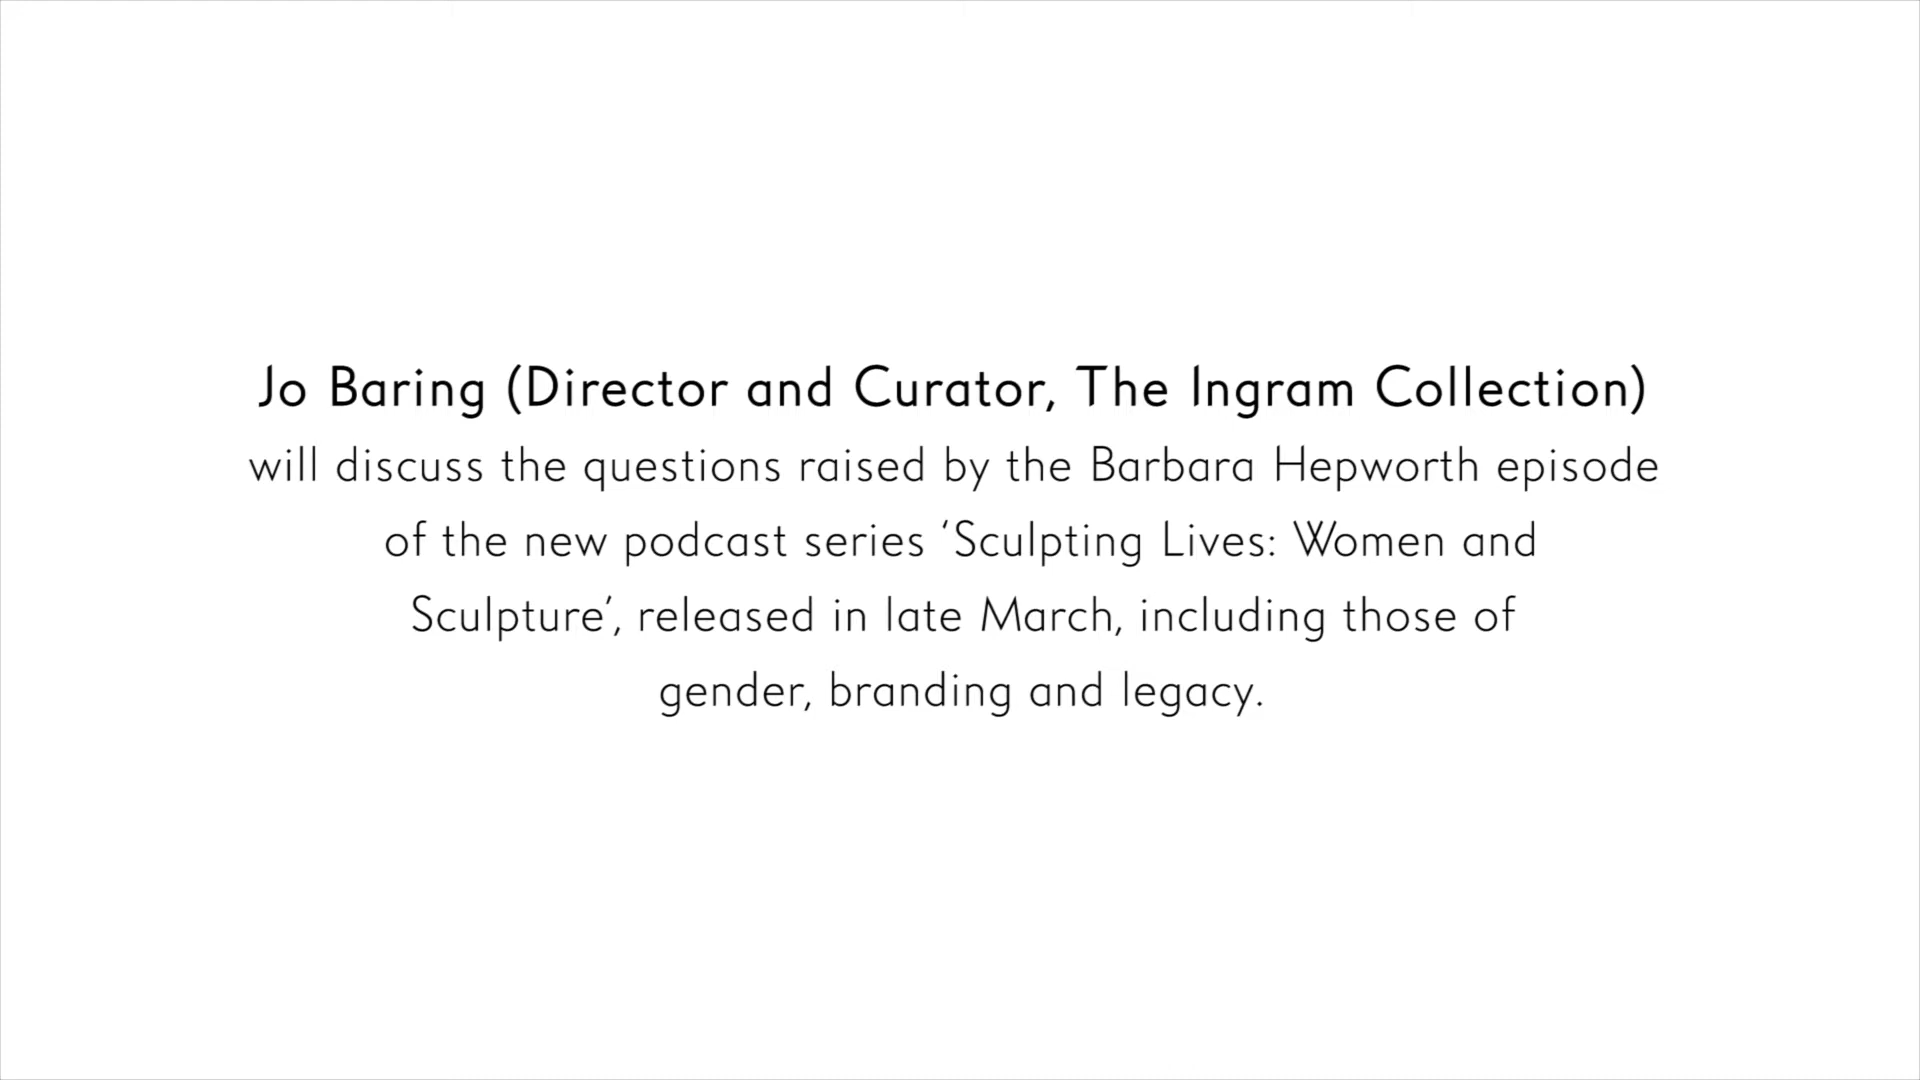 Jo Baring (Director and Curator, The Ingram Collection)
will discuss the questions raised by the Barbara Hepworth episode
of the new podcast series ‘Sculpting Lives: Women and
Sculpture’, released in late March, including those of
gender, branding and legacy.